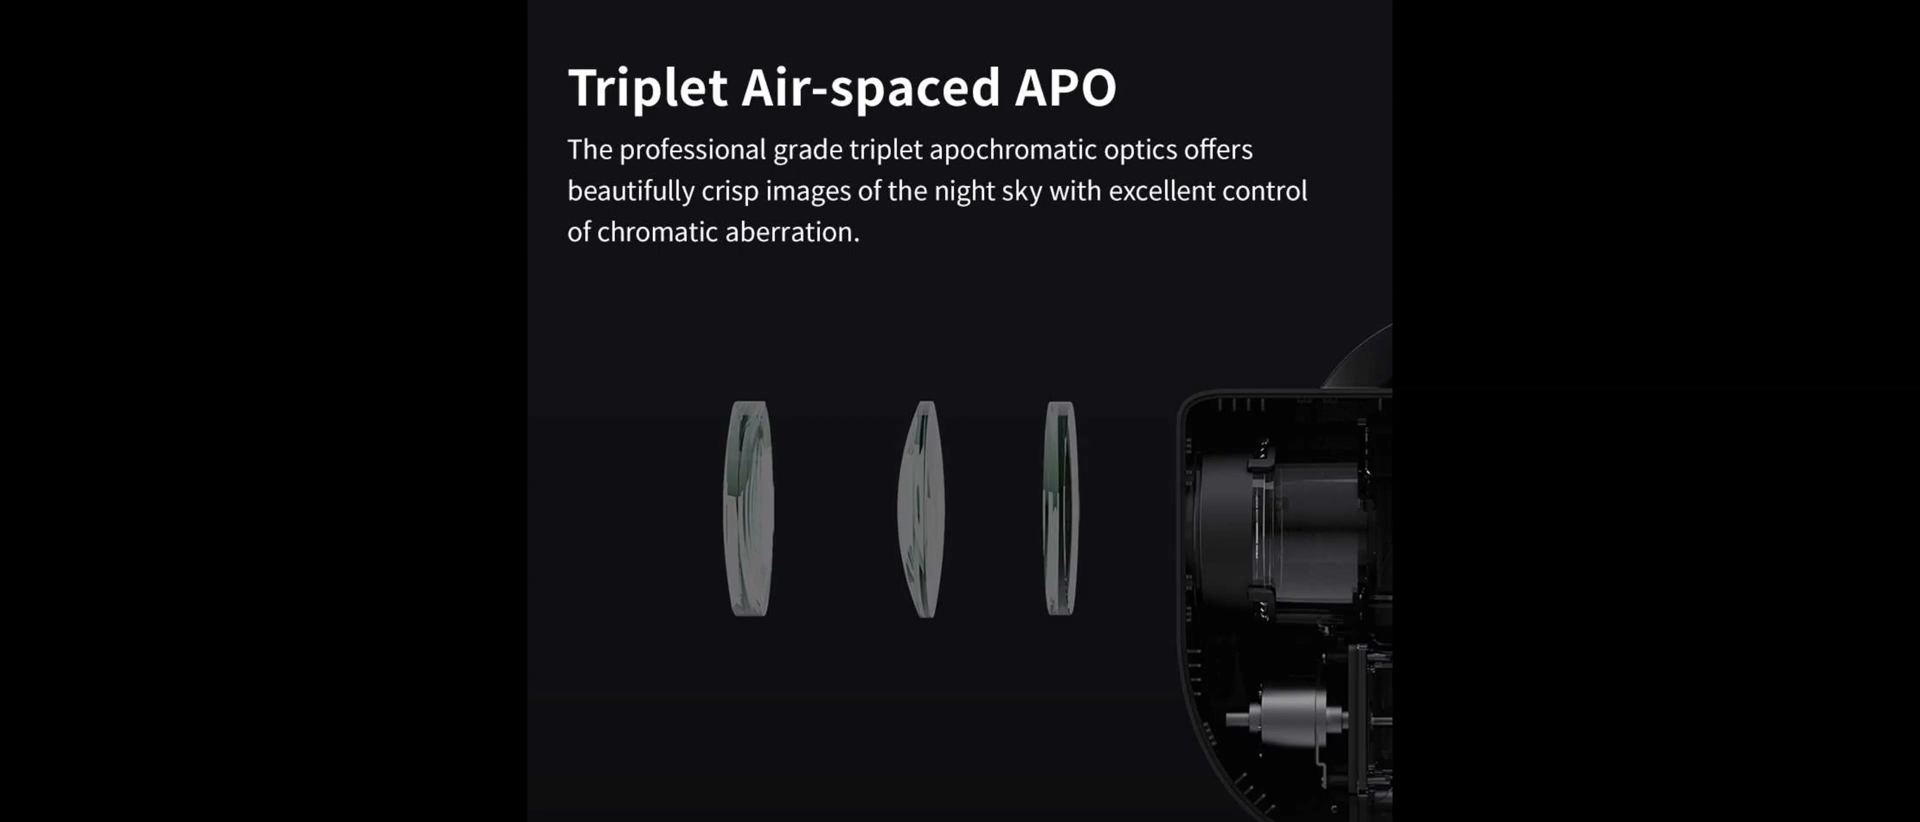 Triplet Air-spaced APO
The professional grade triplet apochromatic optics offers
beautifully crisp images of the night sky with excellent control
of chromatic aberration.